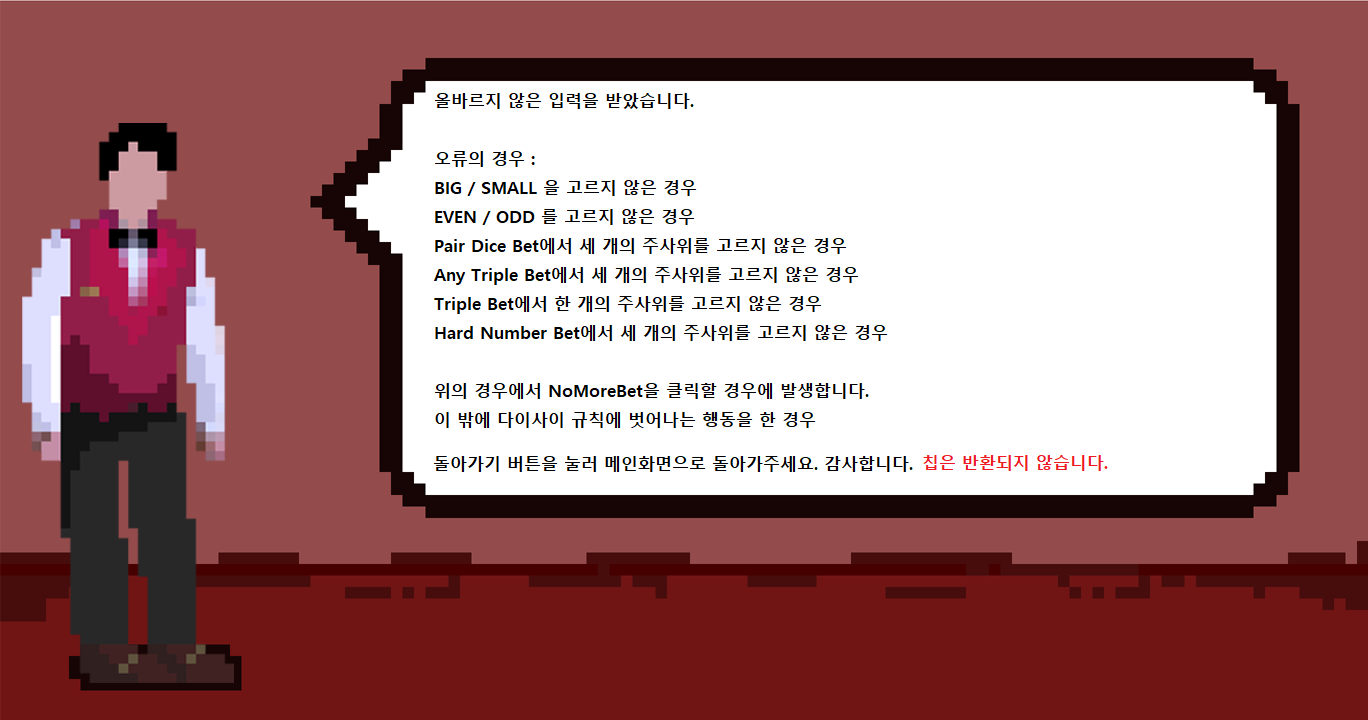 올바르지 않은 입력을 받았습니다.
오류의 경우 :
BIG / SMALL 을 고르지 않은 경우
EVEN / ODD 를 고르지 않은 경우
Pair Dice Bet에서 세 개의 주사위를 고르지 않은 경우
Any Triple Bet에서 세 개의 주사위를 고르지 않은 경우
Triple Bet에서 한 개의 주사위를 고르지 않은 경우
Hard Number Bet에서 세 개의 주사위를 고르지 않은 경우
위의 경우에서 NoMoreBet을 클릭할 경우에 발생합니다.
이 밖에 다이사이 규칙에 벗어나는 행동을 한 경우
돌아가기 버튼을 눌러 메인화면으로 돌아가주세요. 감사합니다. 칩은 반환되지 않습니다.